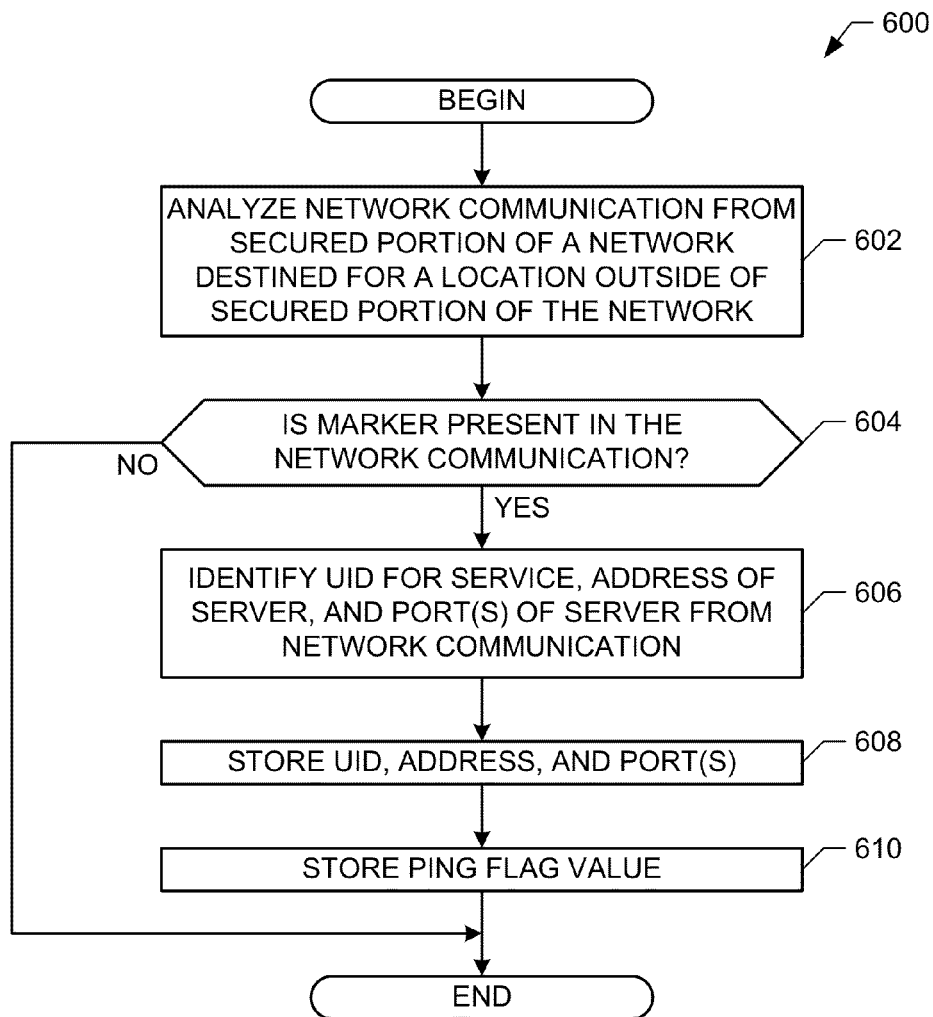 600
BEGIN
ANALYZE NETWORK COMMUNICATION FROM
SECURED PORTION OF A NETWORK
DESTINED FOR A LOCATION OUTSIDE OF
SECURED PORTION OF THE NETWORK
602
IS MARKER PRESENT IN THE
NETWORK COMMUNICATION?
604
NO
YES
IDENTIFY UID FOR SERVICE, ADDRESS OF
SERVER, AND PORT(S) OF SERVER FROM
NETWORK COMMUNICATION
606
STORE UID, ADDRESS, AND PORT(S)
608
STORE PING FLAG VALUE
610
END